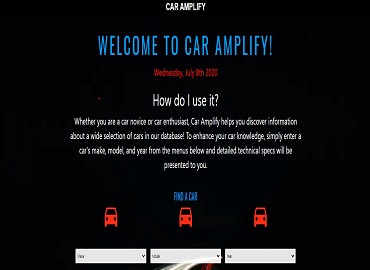 CAR AMPLIFY
WELCOME TO CAR AMPLIFY!
Wednesday, July 8th 2020
How do I use it?
Whether you are a car novice or car enthusiast, Car Amplify helps you discover information
about a wide selection of cars in our database! To enhance your car knowledge, simply enter a
car's make, model, and year from the menus below and detailed technical specs will be
presented to you.
FIND A CAR
Make Model Year